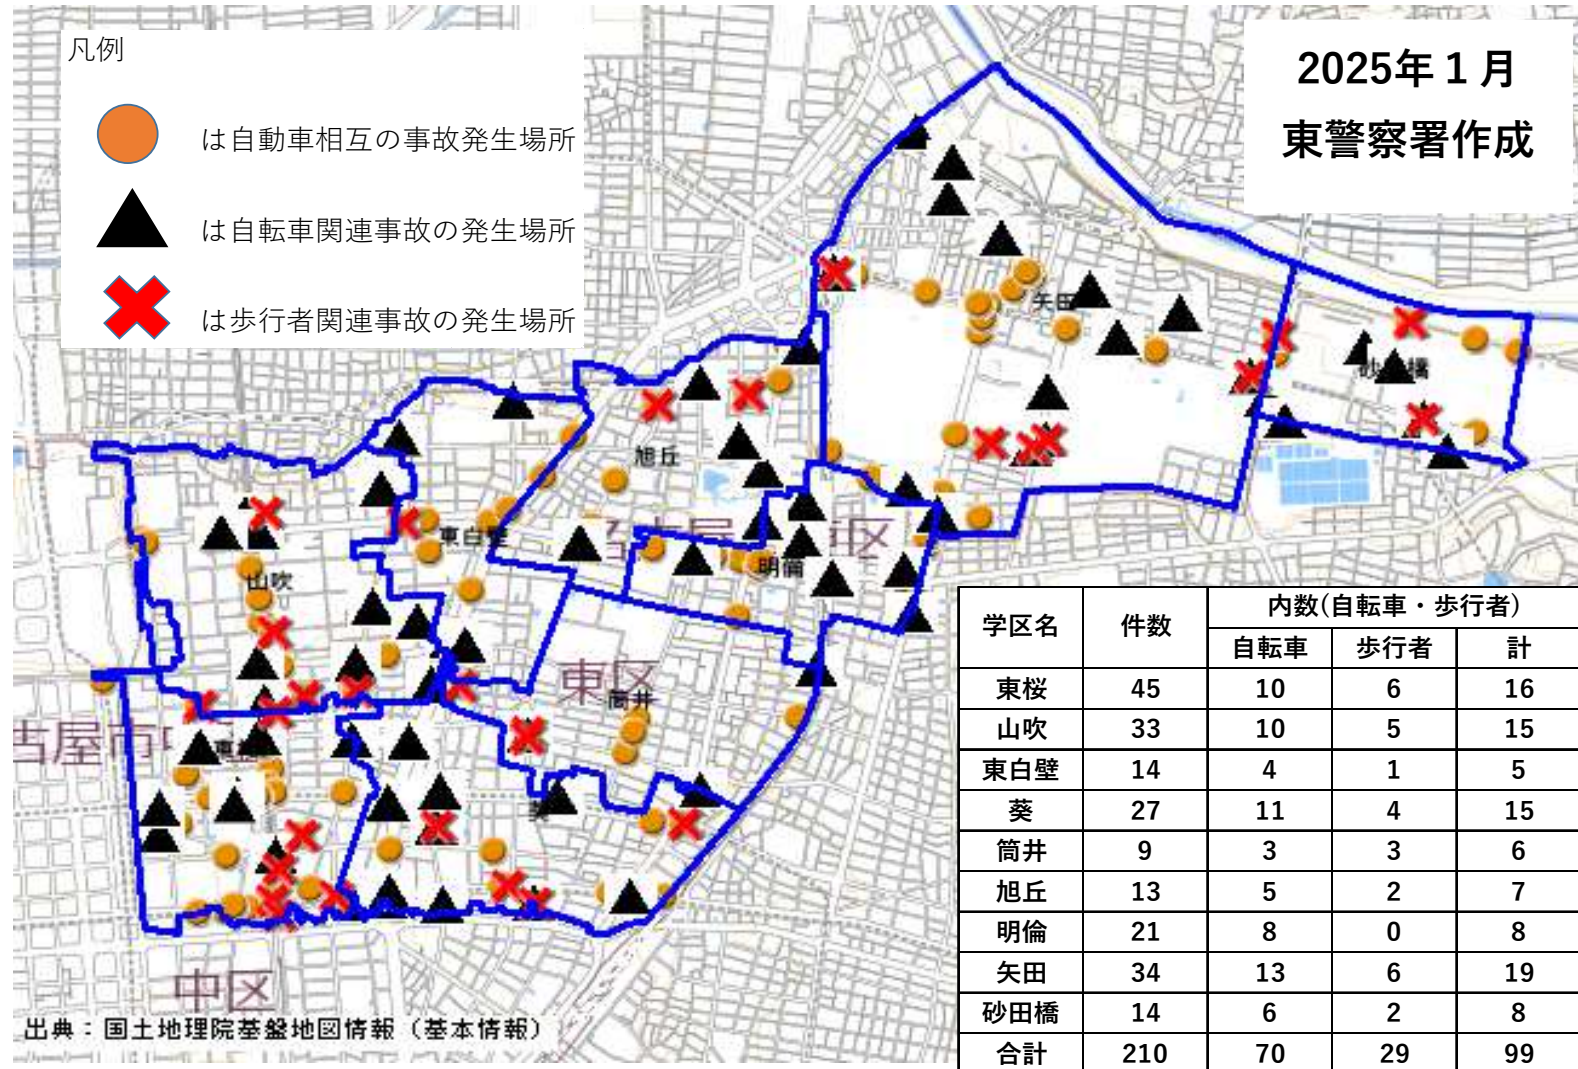 凡例
は自動車相互の事故発生場所
は自転車関連事故の発生場所
は歩行者関連事故の発生場所
2025年１月
東警察署作成
矢田
旭丘
東白壁
明倫
山吹
東区
筒井
葵
中区
出典：国土地理院基盤地図情報（基本情報）
学区名 件数 内数(自転車・歩行者)
自転車 歩行者 計
東桜 45 10 6 16
山吹 33 10 5 15
東白壁 14 4 1 5
葵 27 11 4 15
筒井 9 3 3 6
旭丘 13 5 2 7
明倫 21 8 0 8
矢田 34 13 6 19
砂田橋 14 6 2 8
合計 210 70 29 99